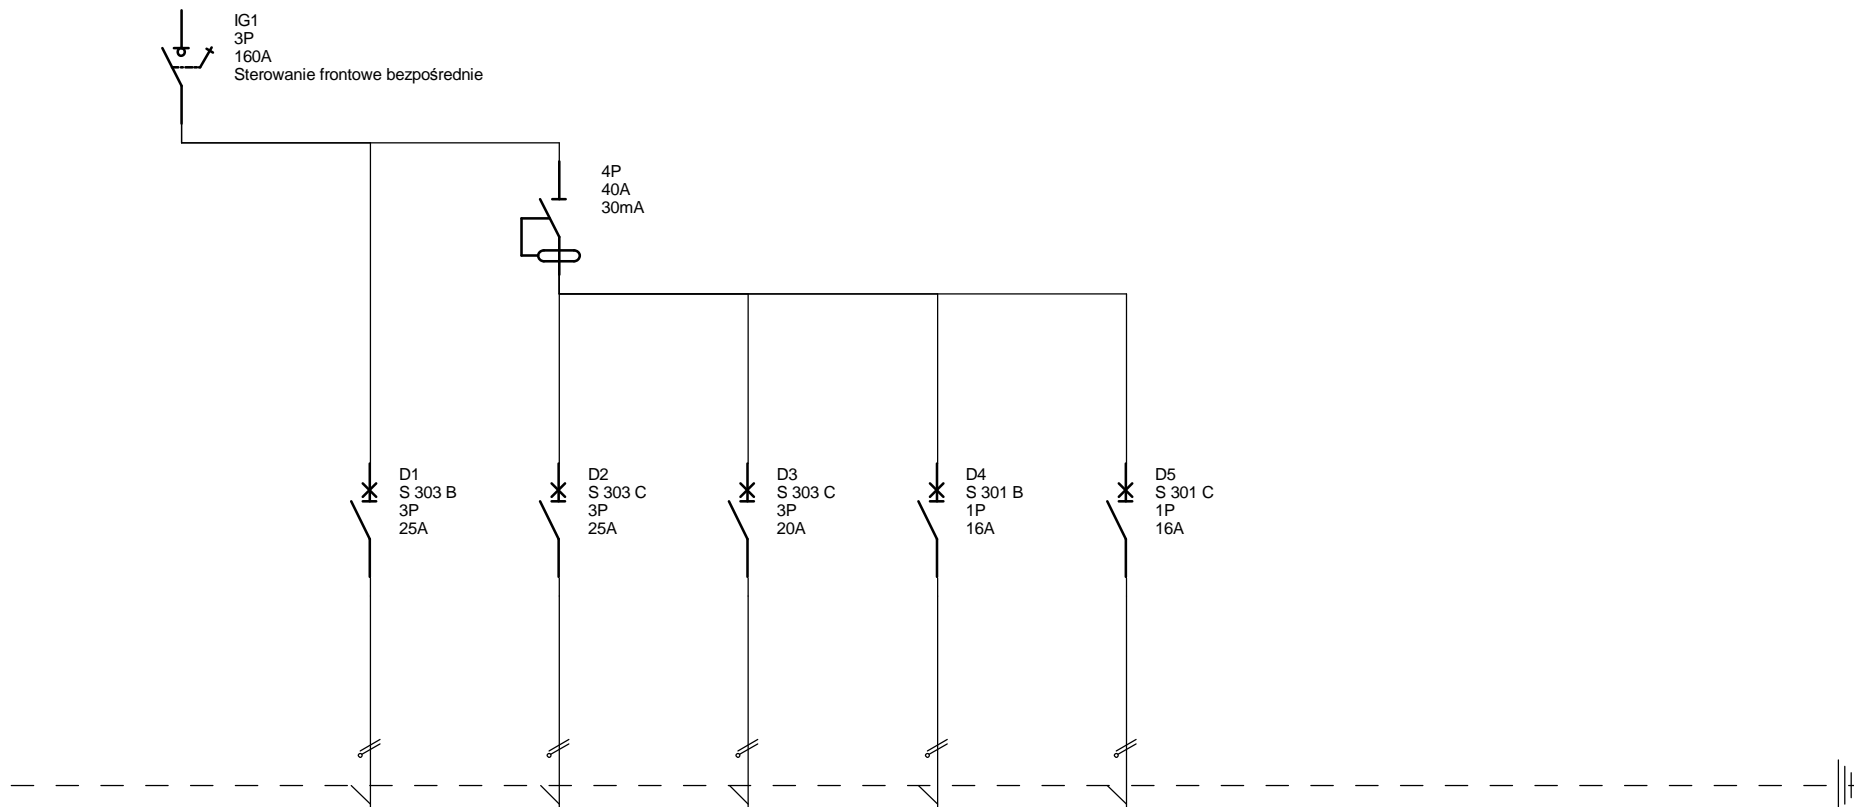 IG1
3P
160A
Sterowanie frontowe bezpośrednie
4P
40A
30mA
D1
S 303 B
3P
25A
D2
S 303 C
3P
25A
D3
S 303 C
3P
20A
D4
S 301 B
1P
16A
D5
S 301 C
1P
16A